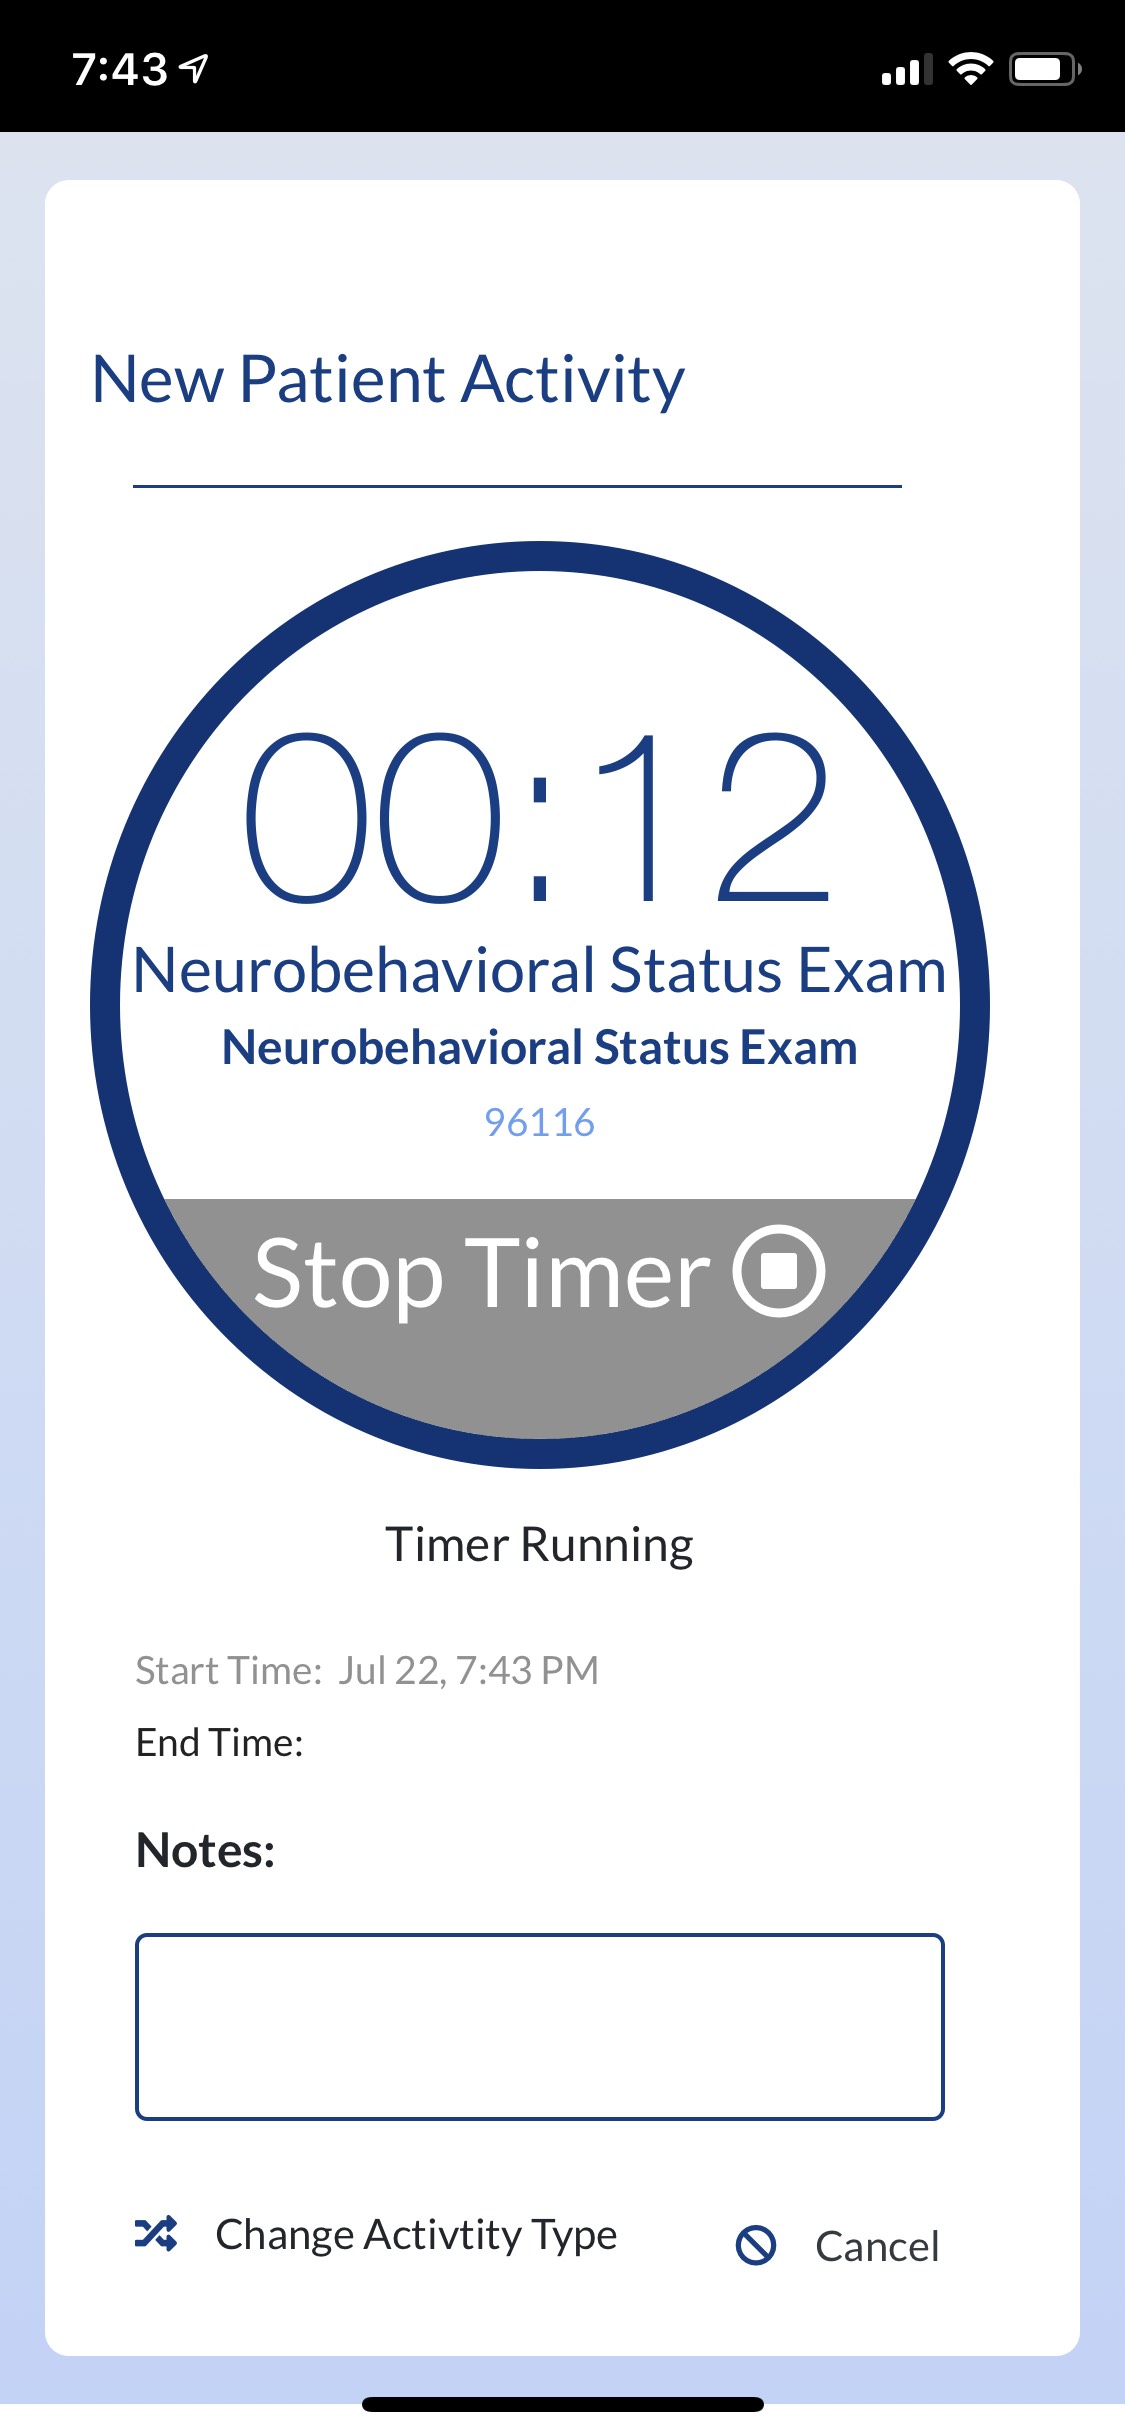 7:43
New Patient Activity
00:12
Neurobehavioral Status Exam
Neurobehavioral Status Exam
96116
Stop Timer
Timer Running
Start Time: Jul 22, 7:43 PM
End Time:
Notes:
Change Activtity Type
Cancel